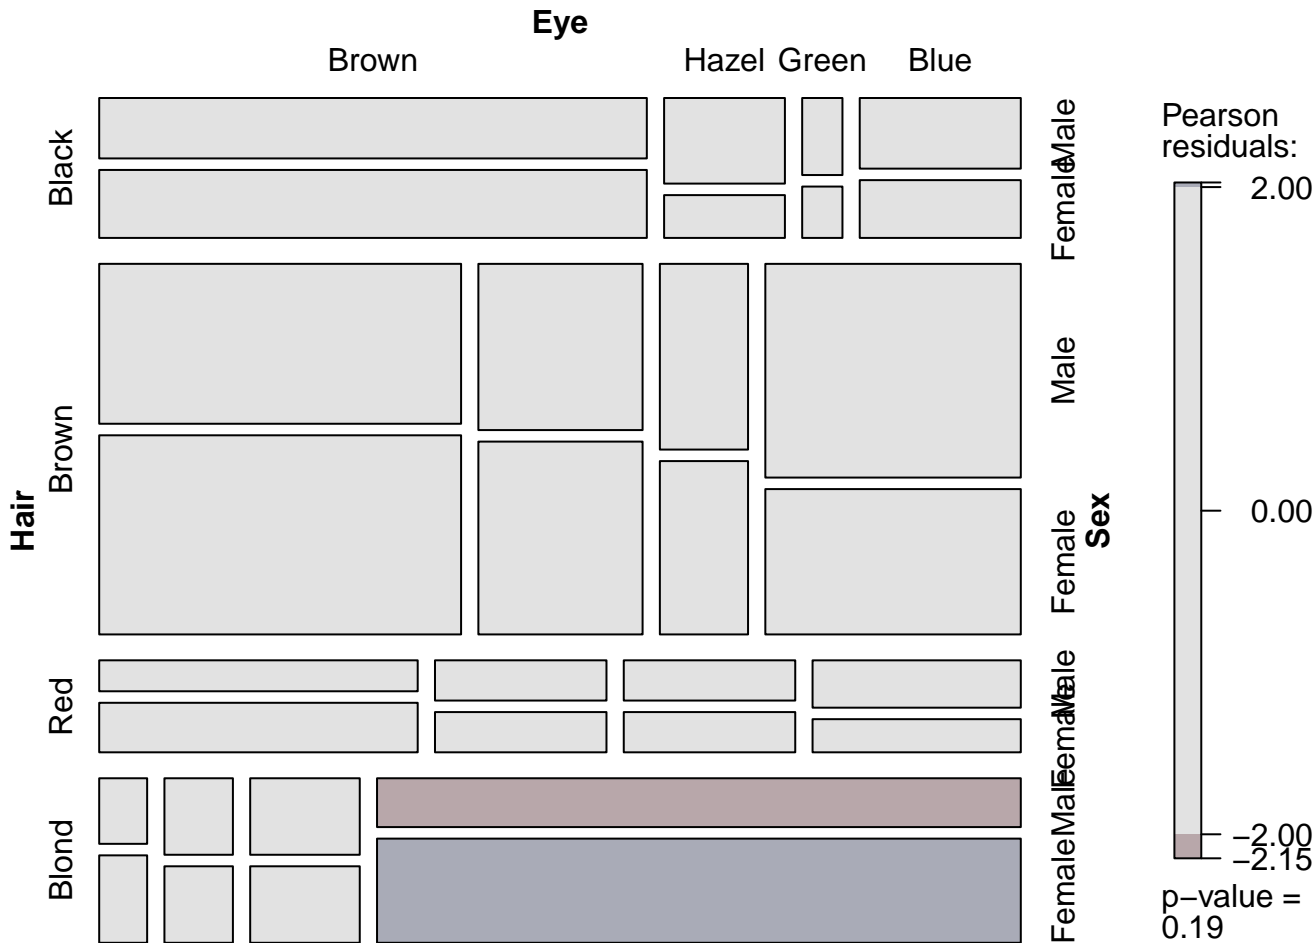 Eye
Brown Hazel Green Blue
Hair
Black
Brown
Red
Blond
Male
Female
Male
Female
Male
Female
Male
Female
Sex
Pearson
residuals:
2.00
0.00
−2.00
−2.15
p−value =
0.19